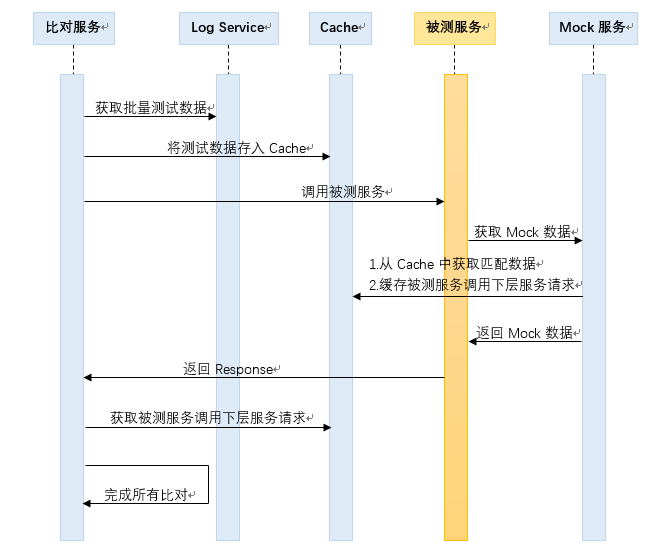 比对服务
Log Service
Cache
被测服务
Mock 服务
获取批量测试数据
将测试数据存入 Cache
调用被测服务
获取 Mock 数据
1.从 Cache 中获取匹配数据
2.缓存被测服务调用下层服务请求
返回 Mock 数据
返回 Response
获取被测服务调用下层服务请求
完成所有比对